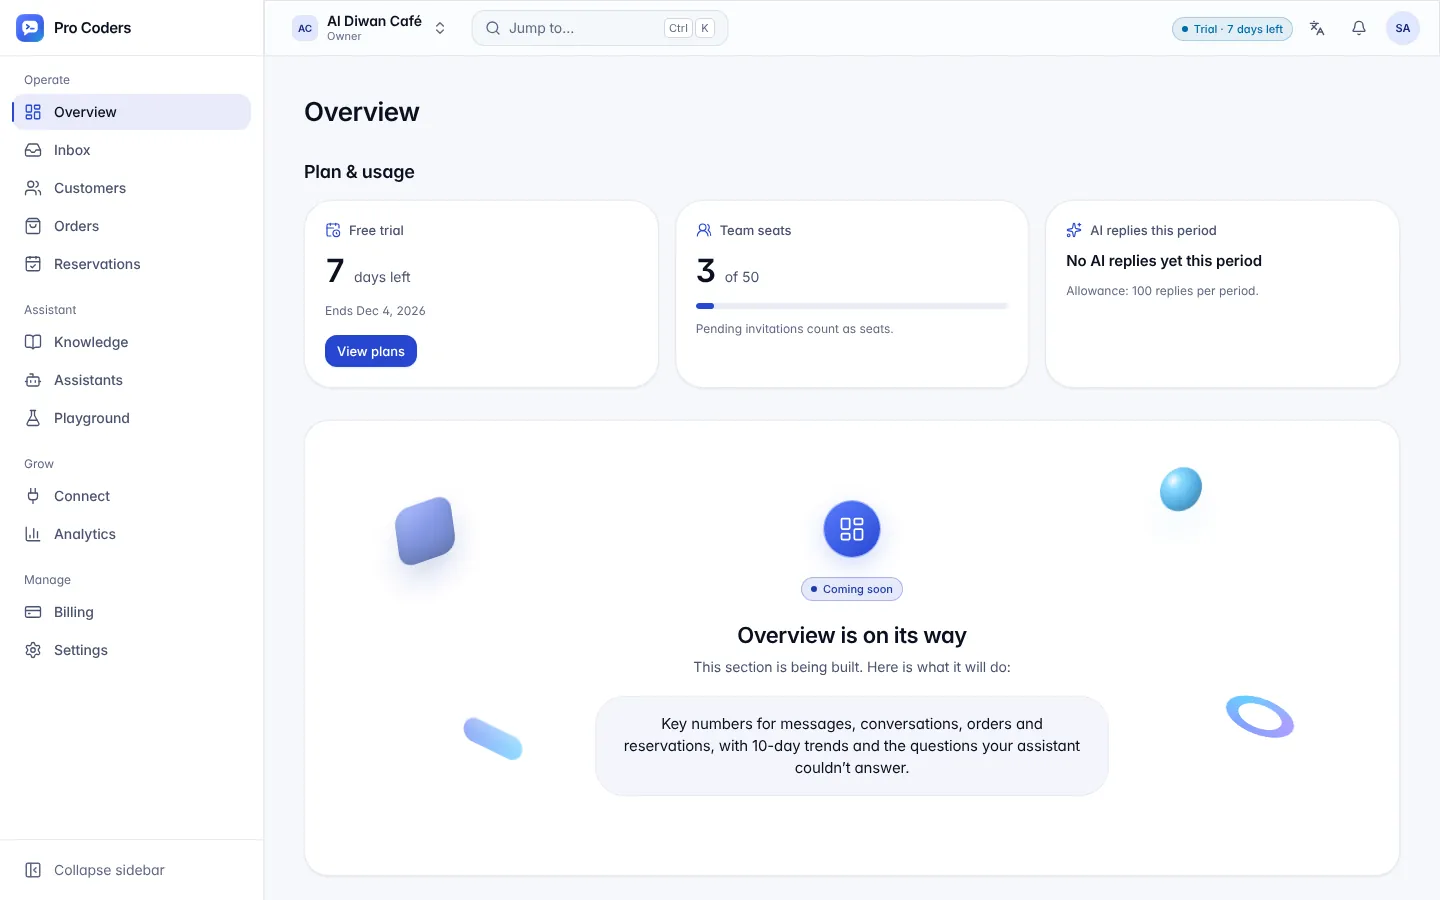 Pro Coders
AC
Al Diwan Café
Owner
Jump to...
Ctrl K
Trial · 7 days left
SA
Operate
Overview
Inbox
Customers
Orders
Reservations
Assistant
Knowledge
Assistants
Playground
Grow
Connect
Analytics
Manage
Billing
Settings
Collapse sidebar
Overview
Plan & usage
Free trial
7 days left
Ends Dec 4, 2026
View plans
Team seats
3 of 50
Pending invitations count as seats.
AI replies this period
No AI replies yet this period
Allowance: 100 replies per period.
Coming soon
Overview is on its way
This section is being built. Here is what it will do:
Key numbers for messages, conversations, orders and
reservations, with 10-day trends and the questions your assistant
couldn’t answer.